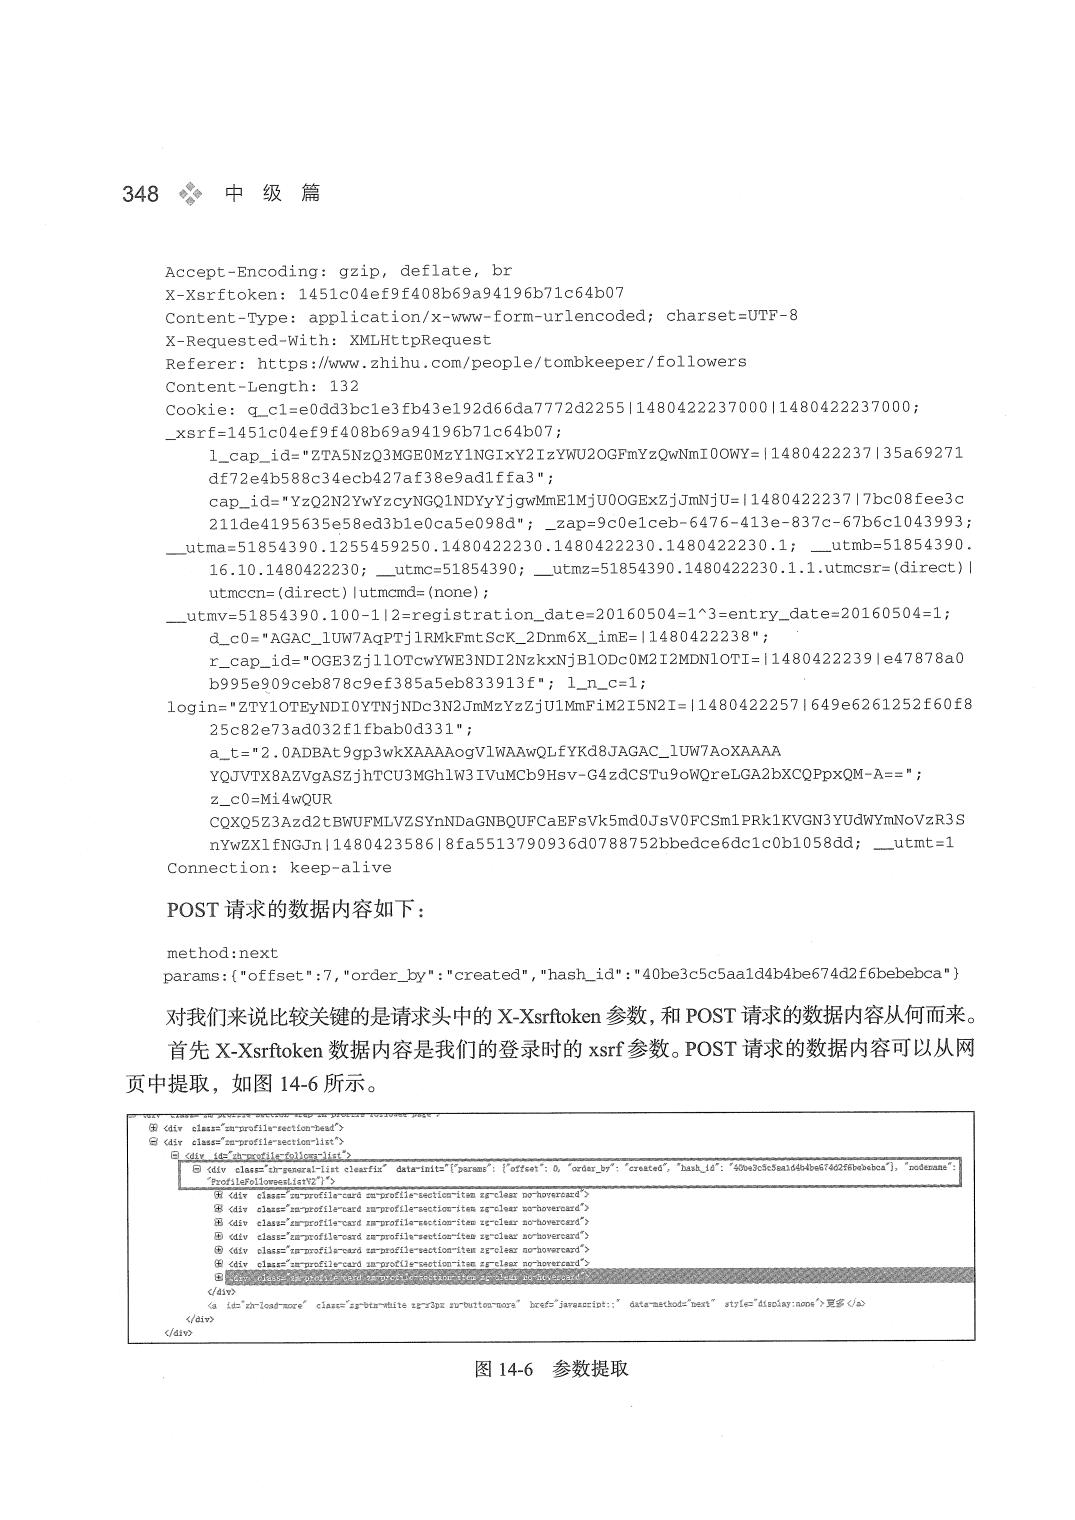 348 中 级 篇
Accept-Encoding: gzip, deflate, br
X-Xsrftoken: 1451c04ef9f408b69a94196b71c64b07
Content-Type: application/x-www-form-urlencoded; charset=UTF-8
X-Requested-With: XMLHttpRequest
Referer: https://www.zhihu.com/people/tombkeeper/followers
Content-Length: 132
Cookie: q_c1=e0dd3bc1e3fb43e192d66da7772d2255|1480422237000|1480422237000;
_xsrf=1451c04ef9f408b69a94196b71c64b07;
l_cap_id="ZTA5NzQ3MGE0MzY1NGIxY2IzYWU2OGFmYzQwNmI0OWY=|1480422237|35a69271
df72e4b588c34ecb427af38e9ad1ffa3";
cap_id="YzQ2N2YwYzcyNGQ1NDYyYjgwMmE1MjU0OGExZjJmNjU=|1480422237|7bc08fee3c
211de4195635e58ed3b1e0ca5e098d"; _zap=9c0e1ceb-6476-413e-837c-67b6c1043993;
__utma=51854390.1255459250.1480422230.1480422230.1480422230.1; __utmb=51854390.
16.10.1480422230; __utmc=51854390; __utmz=51854390.1480422230.1.1.utmcsr=(direct)|
utmccn=(direct)|utmcmd=(none);
__utmv=51854390.100-1|2=registration_date=20160504=1^3=entry_date=20160504=1;
d_c0="AGAC_lUW7AqPTjlRMkFmtScK_2Dnm6X_imE=|1480422238";
r_cap_id="OGE3ZjllOTcwYWE3NDI2NzkxNjBlODc0M2I2MDNlOTI=|1480422239|e47878a0
b995e909ceb878c9ef385a5eb833913f"; l_n_c=1;
login="ZTY1OTEyNDI0YTNjNDc3N2JmMzYzZjU1MmFiM2I5N2I=|1480422257|649e6261252f60f8
25c82e73ad032f1fbab0d331";
a_t="2.0ADBAt9gp3wkXAAAAogVlWAAwQLfYKd8JAGAC_lUW7AoXAAAA
YQJVTX8AZVgASZjhTCU3MGhlW3IVuMCb9Hsv-G4zdCSTu9oWQreLGA2bXCQPpxQM-A==";
z_c0=Mi4wQUR
CQXQ5Z3Azd2tBWUFMLVZSYnNDaGNBQUFCaEFsVk5md0JsV0FCSm1PRk1KVGN3YUdWYmNoVzR3S
nYwZXlfNGJn|1480423586|8fa5513790936d0788752bbedce6dc1c0b1058dd; __utmt=1
Connection: keep-alive
POST 请求的数据内容如下：
method:next
params:{"offset":7,"order_by":"created","hash_id":"40be3c5c5aa1d4b4be674d2f6bebebca"}
对我们来说比较关键的是请求头中的 X-Xsrftoken 参数，和 POST 请求的数据内容从何而来。
首先 X-Xsrftoken 数据内容是我们的登录时的 xsrf 参数。POST 请求的数据内容可以从网
页中提取，如图 14-6 所示。
<div class="zm-profile-section-head">
<div class="zm-profile-section-list">
<div id="zh-profile-follows-list">
<div class="zh-general-list clearfix" data-init="{"params": {"offset": 0, "order_by": "created", "hash_id": "40be3c5c5aa1d4b4be674d2f6bebebca"}, "nodename":
"ProfileFolloweesListV2"}">
<div class="zm-profile-card zm-profile-section-item zg-clear no-hovercard">
<div class="zm-profile-card zm-profile-section-item zg-clear no-hovercard">
<div class="zm-profile-card zm-profile-section-item zg-clear no-hovercard">
<div class="zm-profile-card zm-profile-section-item zg-clear no-hovercard">
<div class="zm-profile-card zm-profile-section-item zg-clear no-hovercard">
<div class="zm-profile-card zm-profile-section-item zg-clear no-hovercard">
<div class="zm-profile-card zm-profile-section-item zg-clear no-hovercard">
</div>
<a id="zh-load-more" class="zg-btn-white zg-r3px zu-button-more" href="javascript:;" data-method="next" style="display:none">更多</a>
</div>
</div>
图 14-6 参数提取